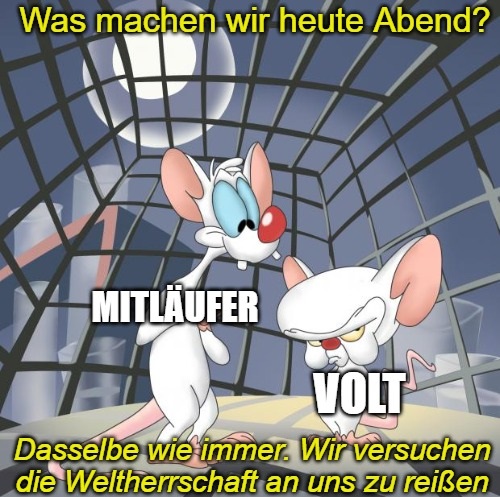 Was machen wir heute Abend?
MITLÄUFER
VOLT
Dasselbe wie immer. Wir versuchen
die Weltherrschaft an uns zu reißen